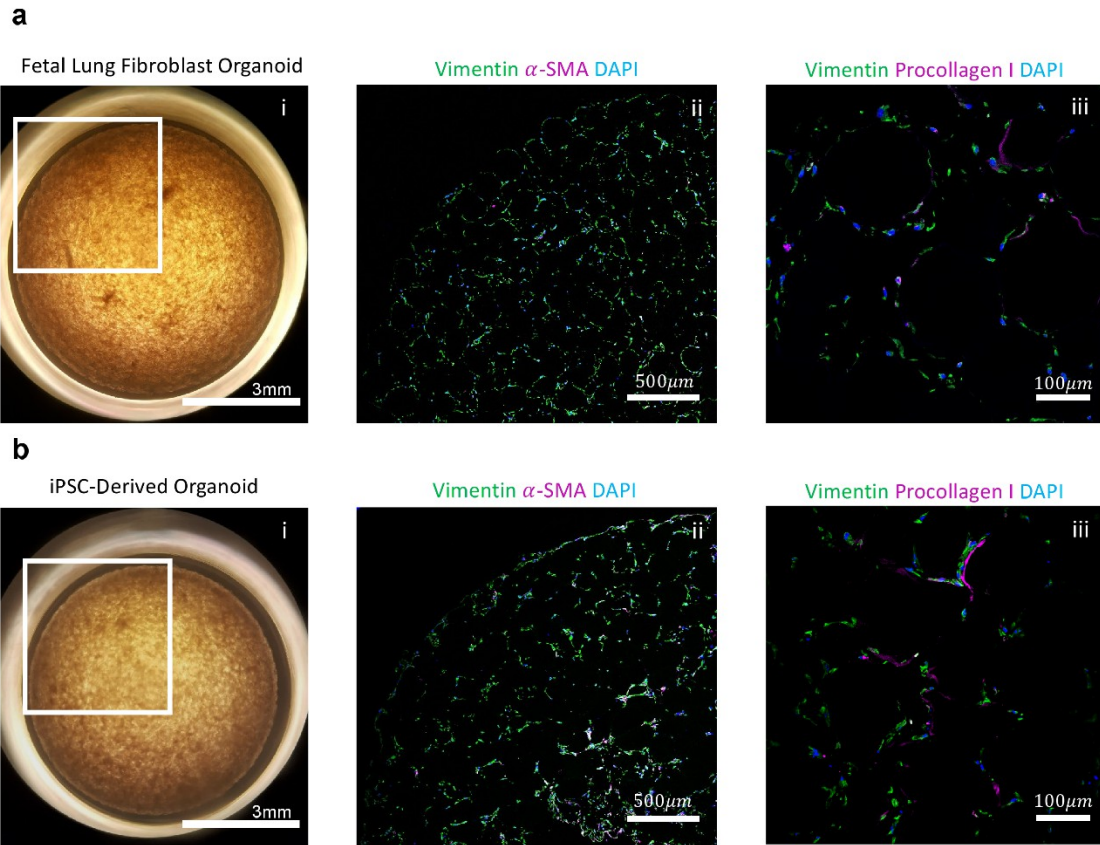 a
Fetal Lung Fibroblast Organoid
Vimentin α-SMA DAPI
Vimentin Procollagen I DAPI
i
ii
iii
3mm
500μm
100μm
b
iPSC-Derived Organoid
Vimentin α-SMA DAPI
Vimentin Procollagen I DAPI
i
ii
iii
3mm
500μm
100μm